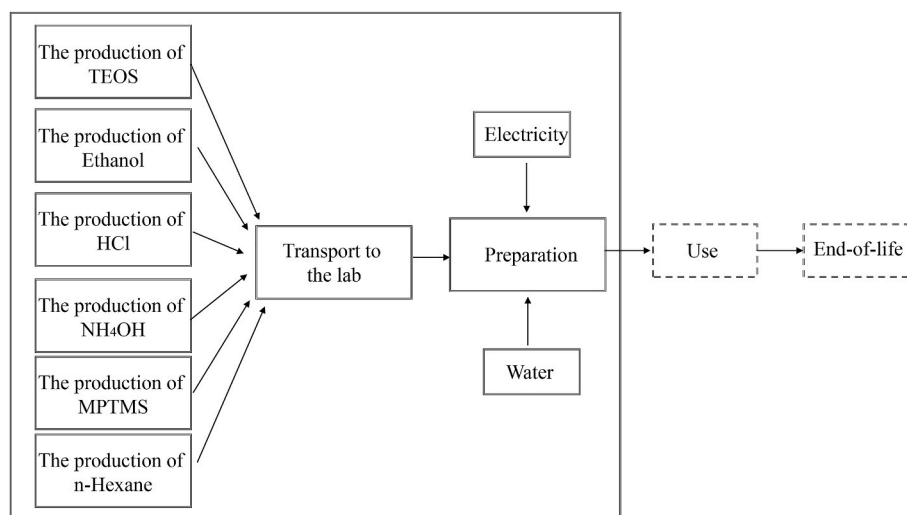 The production of
TEOS
The production of
Ethanol
The production of
HCl
The production of
NH₄OH
The production of
MPTMS
The production of
n-Hexane
Transport to
the lab
Electricity
Preparation
Water
Use
End-of-life